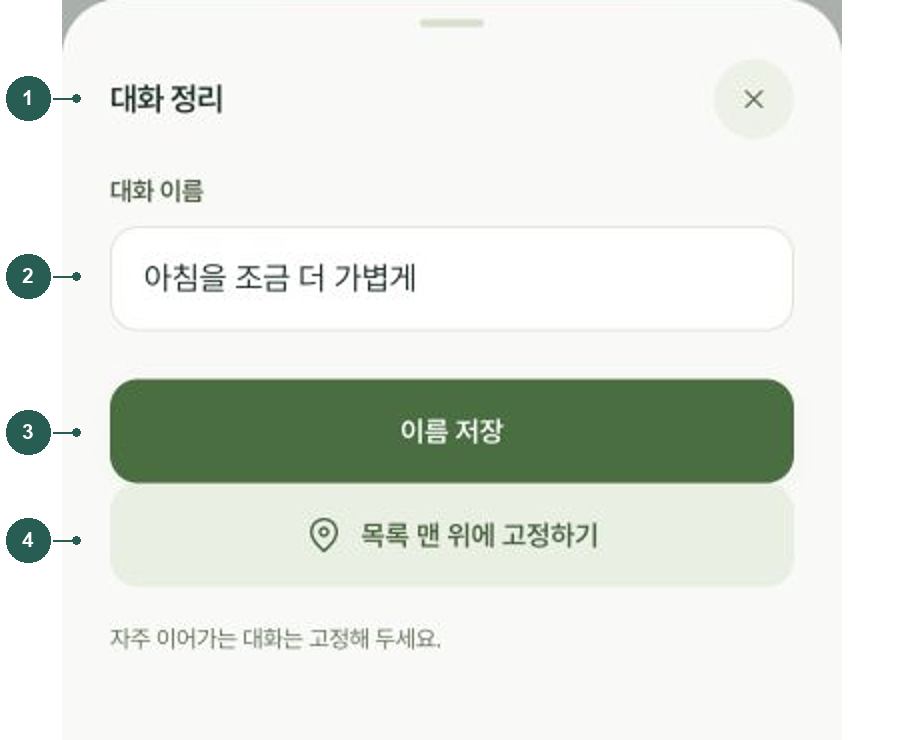 1 대화 정리
대화 이름
2 아침을 조금 더 가볍게
3 이름 저장
4 목록 맨 위에 고정하기
자주 이어가는 대화는 고정해 두세요.